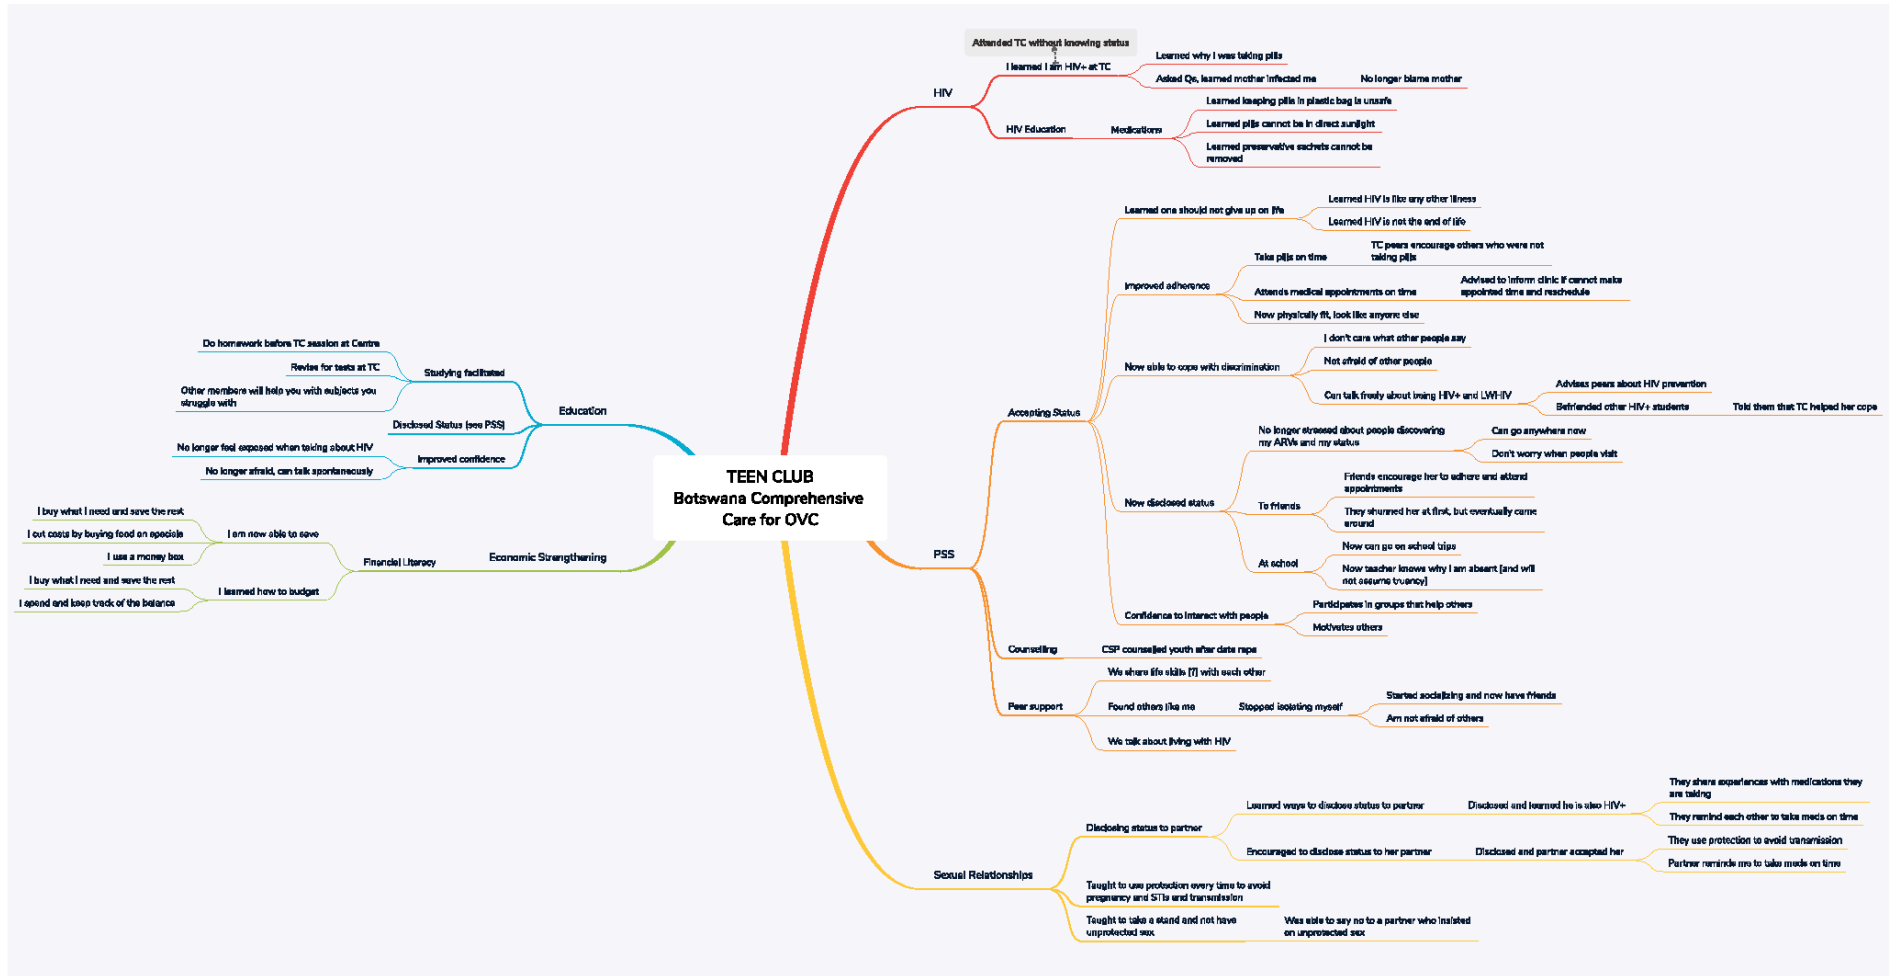 TEEN CLUB
Botswana Comprehensive
Care for OVC
HIV
Attended TC without knowing status
I learned I am HIV+ at TC
Learned why I was taking pills
Asked Qs, learned mother infected me
No longer blame mother
HIV Education
Medications
Learned keeping pills in plastic bag is unsafe
Learned pills cannot be in direct sunlight
Learned preservative sachets cannot be
removed
PSS
Accepting Status
Learned one should not give up on life
Learned HIV is like any other illness
Learned HIV is not the end of life
Improved adherence
Take pills on time
TC peers encourage others who were not
taking pills
Attends medical appointments on time
Advised to inform clinic if cannot make
appointed time and reschedule
Now physically fit, look like anyone else
Now able to cope with discrimination
I don't care what other people say
Not afraid of other people
Can talk freely about being HIV+ and LWHIV
Advises peers about HIV prevention
Befriended other HIV+ students
Told them that TC helped her cope
Now disclosed status
No longer stressed about people discovering
my ARVs and my status
Can go anywhere now
Don't worry when people visit
To friends
Friends encourage her to adhere and attend
appointments
They shunned her at first, but eventually came
around
At school
Now can go on school trips
Now teacher knows why I am absent [and will
not assume truency]
Confidence to interact with people
Participates in groups that help others
Motivates others
Counselling
CSP counselled youth after date rape
Peer support
We share life skills [?] with each other
Found others like me
Stopped isolating myself
Started socializing and now have friends
Am not afraid of others
We talk about living with HIV
Sexual Relationships
Disclosing status to partner
Learned ways to disclose status to partner
Disclosed and learned he is also HIV+
They share experiences with medications they
are taking
They remind each other to take meds on time
Encouraged to disclose status to her partner
Disclosed and partner accepted her
They use protection to avoid transmission
Partner reminds me to take meds on time
Taught to use protection every time to avoid
pregnancy and STIs and transmission
Taught to take a stand and not have
unprotected sex
Was able to say no to a partner who insisted
on unprotected sex
Education
Studying facilitated
Do homework before TC session at Centre
Revise for tests at TC
Other members will help you with subjects you
struggle with
Disclosed Status (see PSS)
Improved confidence
No longer feel exposed when taking about HIV
No longer afraid, can talk spontaneously
Economic Strengthening
Financial Literacy
I am now able to save
I buy what I need and save the rest
I cut costs by buying food on specials
I use a money box
I learned how to budget
I buy what I need and save the rest
I spend and keep track of the balance